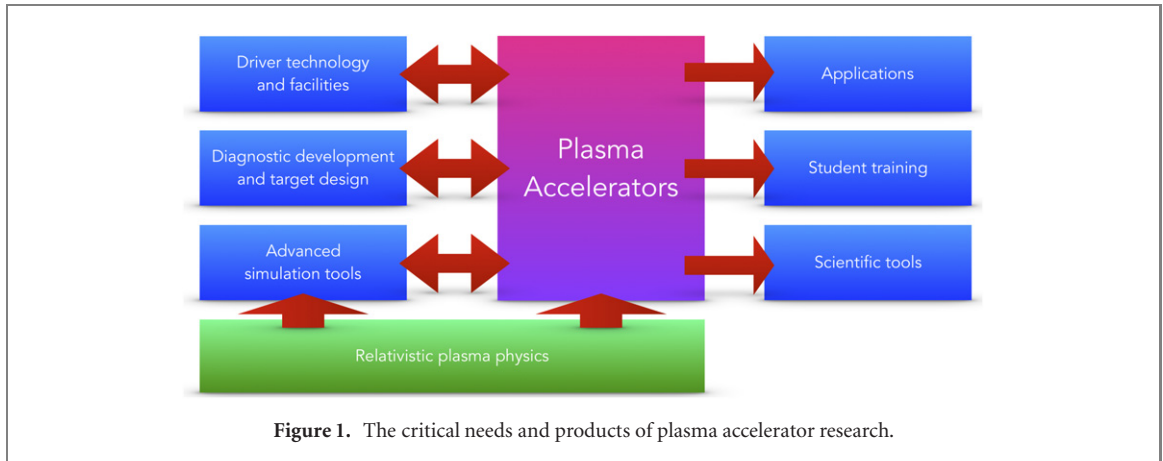 Driver technology
and facilities
Diagnostic development
and target design
Advanced
simulation tools
Plasma
Accelerators
Applications
Student training
Scientific tools
Relativistic plasma physics
Figure 1. The critical needs and products of plasma accelerator research.